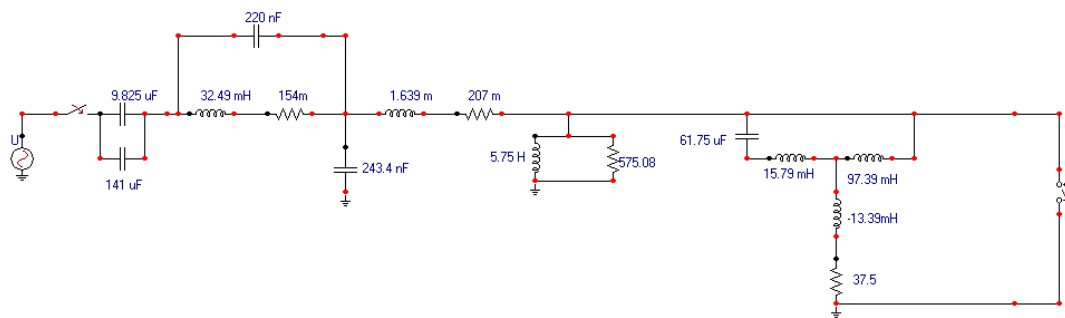 220 nF
9.825 uF
32.49 mH
154m
1.639 m
207 m
U
141 uF
243.4 nF
5.75 H
575.08
61.75 uF
15.79 mH
97.39 mH
-13.39mH
37.5